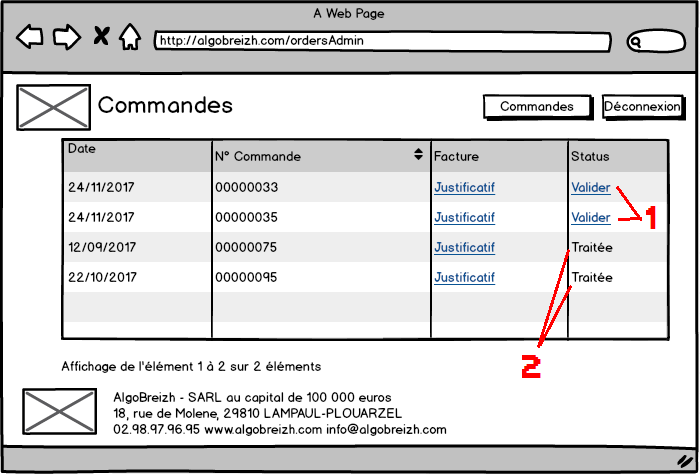 A Web Page
http://algobreizh.com/ordersAdmin
Commandes
Commandes
Déconnexion
Date N° Commande Facture Status
24/11/2017 00000033 Justificatif Valider
24/11/2017 00000035 Justificatif Valider
1
12/09/2017 00000075 Justificatif Traitée
22/10/2017 00000095 Justificatif Traitée
2
Affichage de l'élément 1 à 2 sur 2 éléments
AlgoBreizh - SARL au capital de 100 000 euros
18, rue de Molene, 29810 LAMPAUL-PLOUARZEL
02.98.97.96.95 www.algobreizh.com info@algobreizh.com